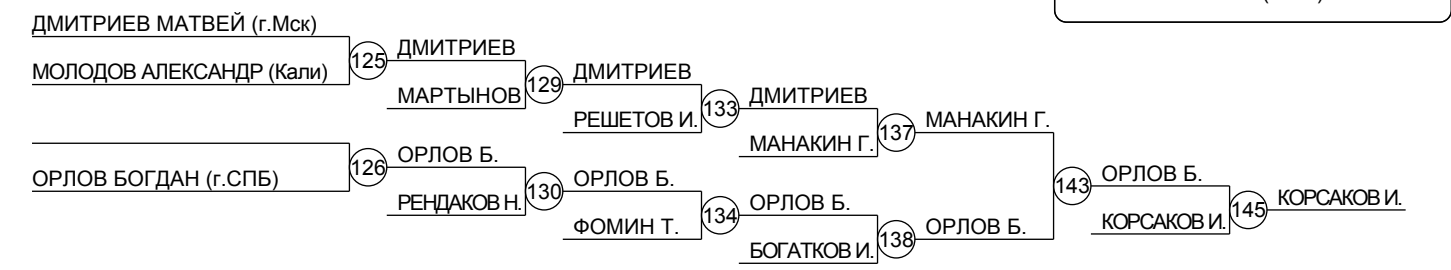 ДМИТРИЕВ МАТВЕЙ (г.Мск)
МОЛОДОВ АЛЕКСАНДР (Кали)
125
ДМИТРИЕВ
МАРТЫНОВ
129
ДМИТРИЕВ
РЕШЕТОВ И.
133
ДМИТРИЕВ
МАНАКИН Г.
137
МАНАКИН Г.
ОРЛОВ БОГДАН (г.СПБ)
126
ОРЛОВ Б.
РЕНДАКОВ Н.
130
ОРЛОВ Б.
ФОМИН Т.
134
ОРЛОВ Б.
БОГАТКОВ И.
138
ОРЛОВ Б.
143
ОРЛОВ Б.
КОРСАКОВ И.
145
КОРСАКОВ И.